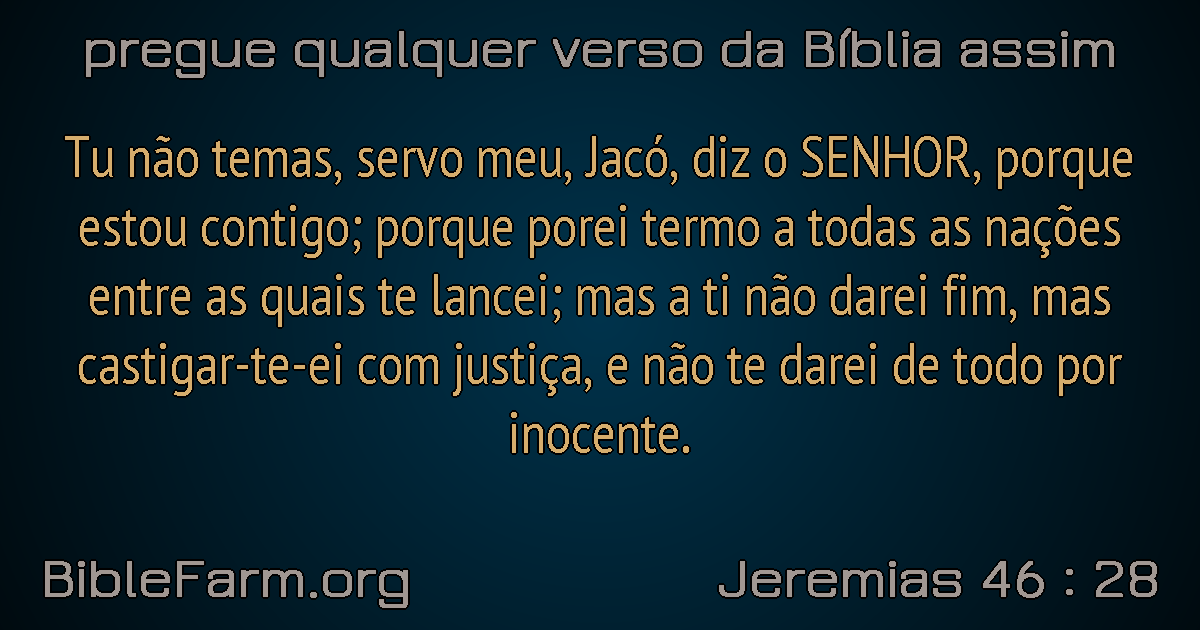 pregue qualquer verso da Bíblia assim
Tu não temas, servo meu, Jacó, diz o SENHOR, porque
estou contigo; porque porei termo a todas as nações
entre as quais te lancei; mas a ti não darei fim, mas
castigar-te-ei com justiça, e não te darei de todo por
inocente.
BibleFarm.org
Jeremias 46 : 28